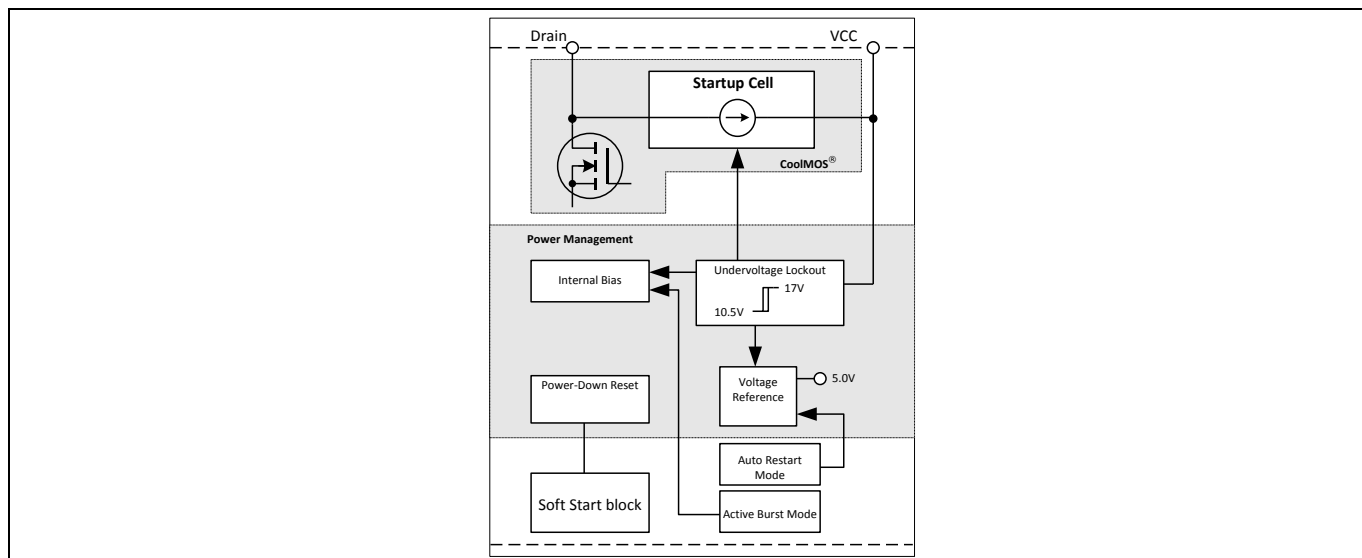 Drain
VCC
Startup Cell
CoolMOS®
Power Management
Internal Bias
Undervoltage Lockout
17V
10.5V
Power-Down Reset
Voltage
Reference
5.0V
Auto Restart
Mode
Soft Start block
Active Burst Mode